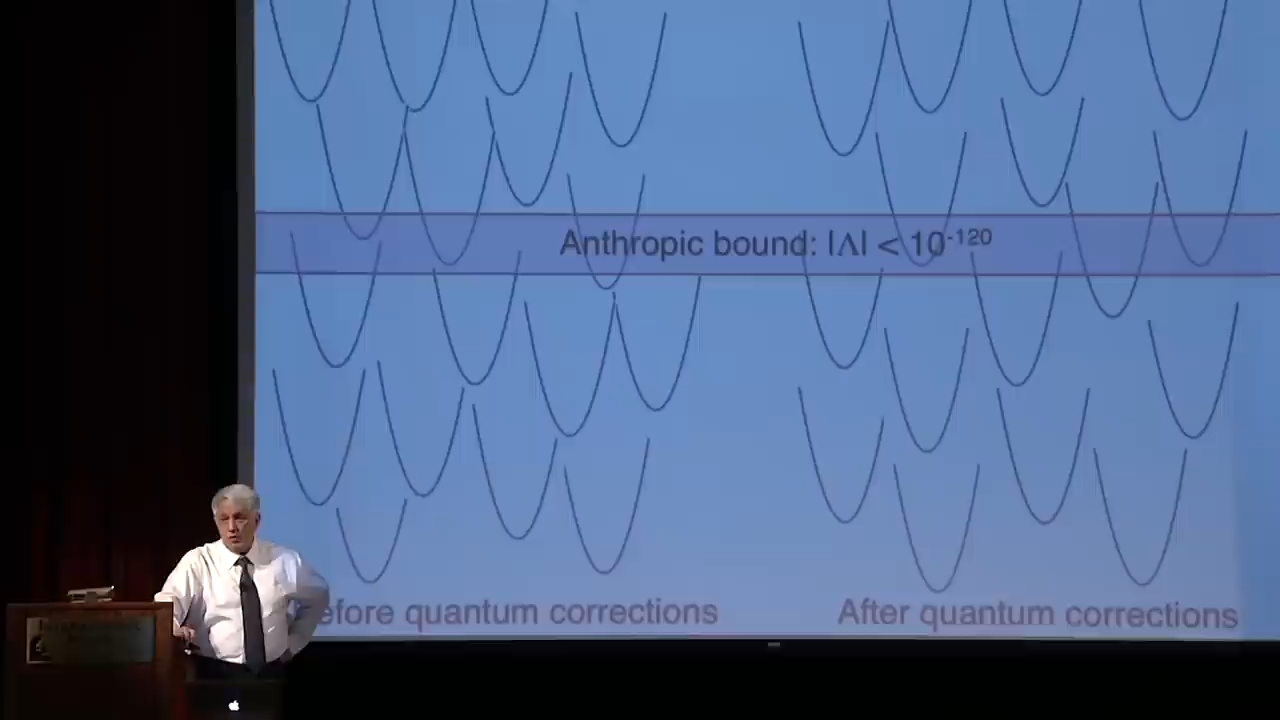 Anthropic bound: |Λ| < 10⁻¹²⁰
efore quantum corrections
After quantum corrections